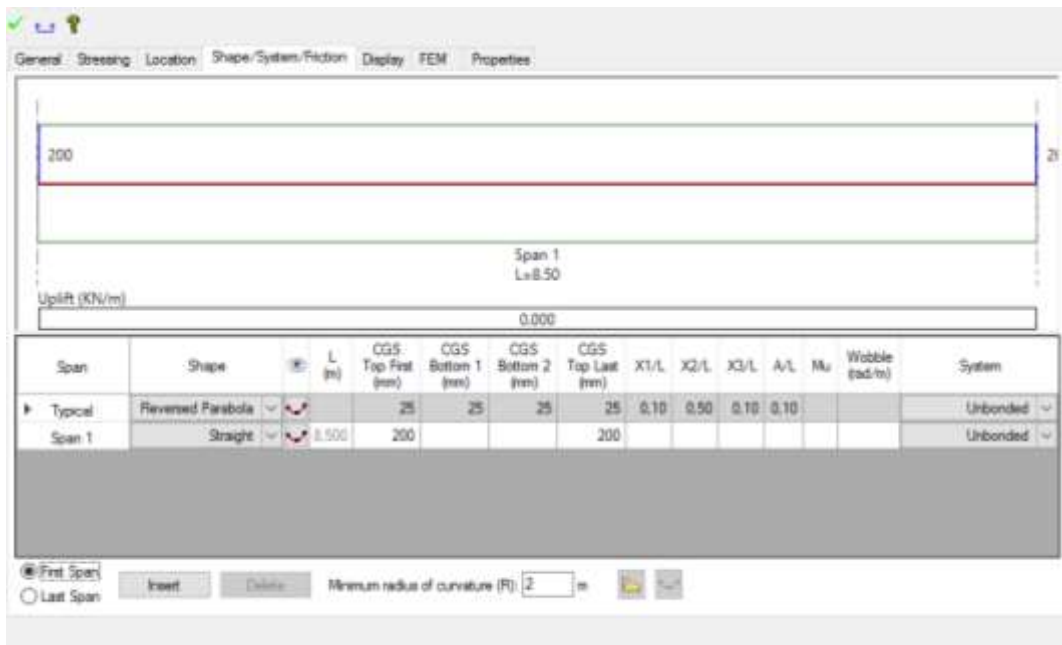 General Stressing Location Shape/System/Friction Display FEM Properties
200
Span 1
L=8.50
Uplift (KN/m)
0.000
Span Shape L (m) CGS Top First (mm) CGS Bottom 1 (mm) CGS Bottom 2 (mm) CGS Top Last (mm) X1/L X2/L X3/L A/L Mu Wobble (rad/m) System
Typical Reversed Parabola 25 25 25 25 0,10 0,50 0,10 0,10 Unbonded
Span 1 Straight 8.500 200 200 Unbonded
First Span
Last Span
Insert Delete Minimum radius of curvature (R): 2 m